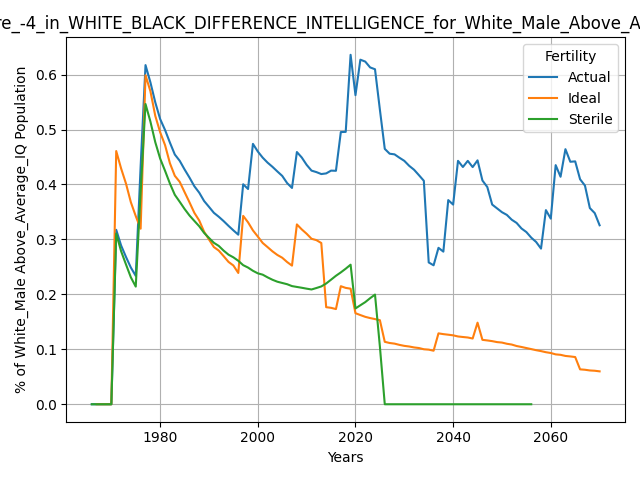 re_-4_in_WHITE_BLACK_DIFFERENCE_INTELLIGENCE_for_White_Male_Above_A
% of White_Male Above_Average_IQ Population
0.6
0.5
0.4
0.3
0.2
0.1
0.0
Fertility
Actual
Ideal
Sterile
1980
2000
2020
2040
2060
Years